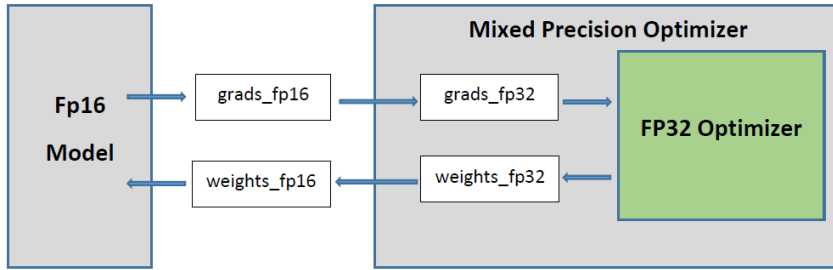 Mixed Precision Optimizer
Fp16
Model
grads_fp16
grads_fp32
weights_fp16
weights_fp32
FP32 Optimizer